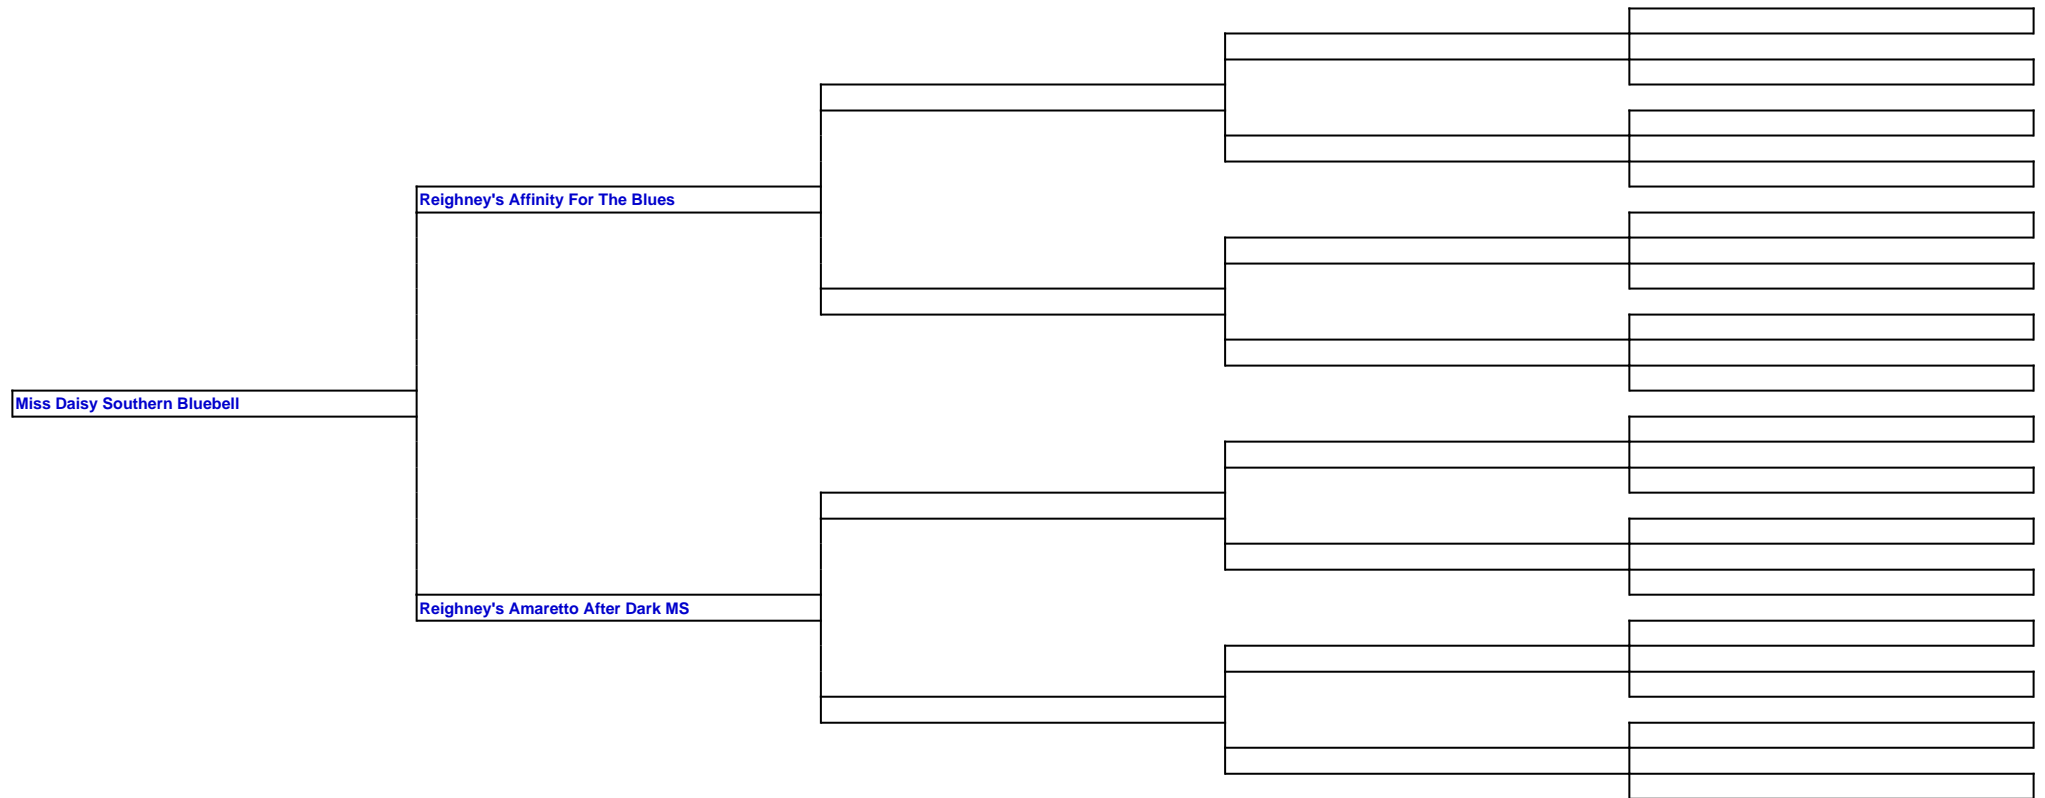 Reighney's Affinity For The Blues
Miss Daisy Southern Bluebell
Reighney's Amaretto After Dark MS